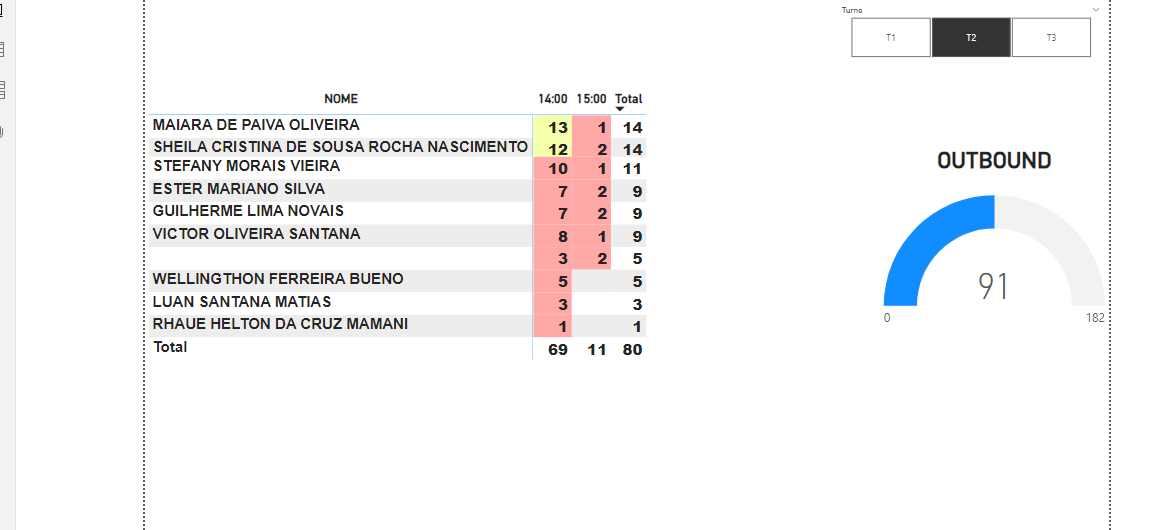 Turno
T1 T2 T3
NOME 14:00 15:00 Total
MAIARA DE PAIVA OLIVEIRA 13 1 14
SHEILA CRISTINA DE SOUSA ROCHA NASCIMENTO 12 2 14
STEFANY MORAIS VIEIRA 10 1 11
ESTER MARIANO SILVA 7 2 9
GUILHERME LIMA NOVAIS 7 2 9
VICTOR OLIVEIRA SANTANA 8 1 9
3 2 5
WELLINGTHON FERREIRA BUENO 5 5
LUAN SANTANA MATIAS 3 3
RHAUE HELTON DA CRUZ MAMANI 1 1
Total 69 11 80
OUTBOUND
91
0 182